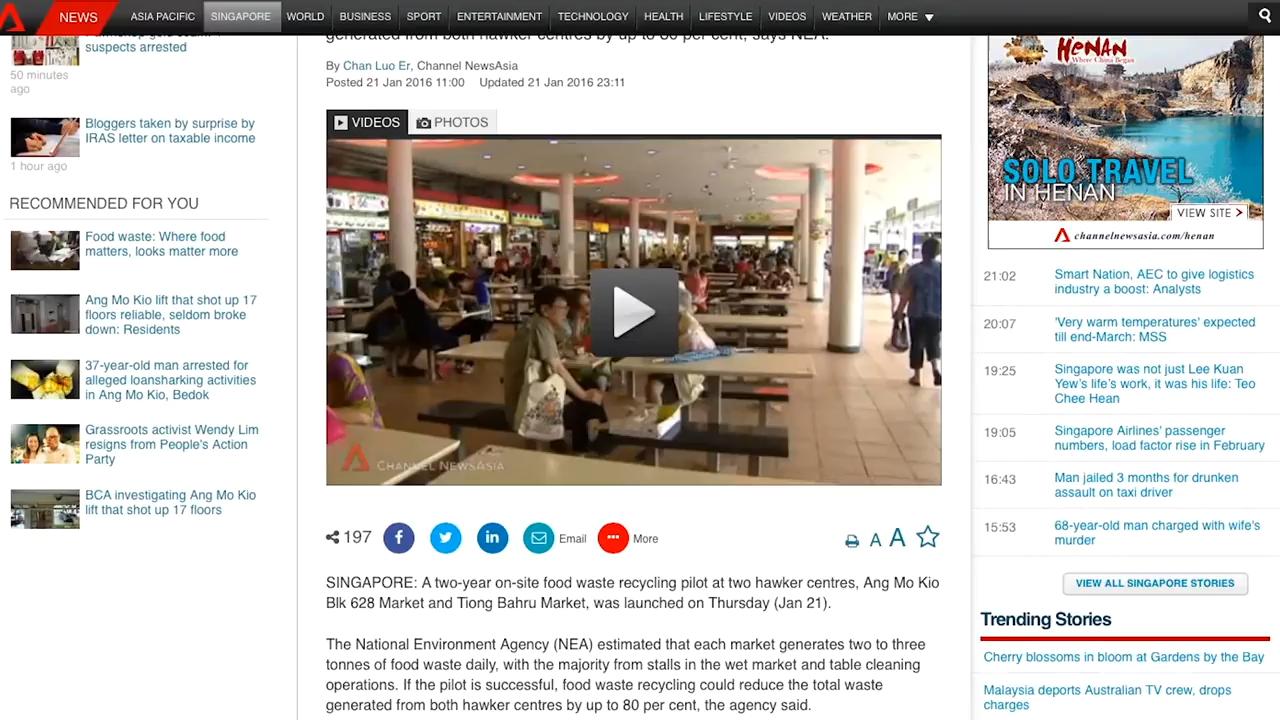 NEWS
ASIA PACIFIC
SINGAPORE
WORLD
BUSINESS
SPORT
ENTERTAINMENT
TECHNOLOGY
HEALTH
LIFESTYLE
VIDEOS
WEATHER
MORE
suspects arrested
50 minutes
ago
Bloggers taken by surprise by
IRAS letter on taxable income
1 hour ago
RECOMMENDED FOR YOU
Food waste: Where food
matters, looks matter more
Ang Mo Kio lift that shot up 17
floors reliable, seldom broke
down: Residents
37-year-old man arrested for
alleged loansharking activities
in Ang Mo Kio, Bedok
Grassroots activist Wendy Lim
resigns from People's Action
Party
BCA investigating Ang Mo Kio
lift that shot up 17 floors
generated from both hawker centres by up to 80 per cent, says NEA.
By Chan Luo Er, Channel NewsAsia
Posted 21 Jan 2016 11:00 Updated 21 Jan 2016 23:11
VIDEOS
PHOTOS
CHANNEL NEWSASIA
197
Email
More
A A
SINGAPORE: A two-year on-site food waste recycling pilot at two hawker centres, Ang Mo Kio
Blk 628 Market and Tiong Bahru Market, was launched on Thursday (Jan 21).
The National Environment Agency (NEA) estimated that each market generates two to three
tonnes of food waste daily, with the majority from stalls in the wet market and table cleaning
operations. If the pilot is successful, food waste recycling could reduce the total waste
generated from both hawker centres by up to 80 per cent, the agency said.
HENAN
Where China Began
SOLO TRAVEL
IN HENAN
VIEW SITE
channelnewsasia.com/henan
21:02 Smart Nation, AEC to give logistics
industry a boost: Analysts
20:07 'Very warm temperatures' expected
till end-March: MSS
19:25 Singapore was not just Lee Kuan
Yew's life's work, it was his life: Teo
Chee Hean
19:05 Singapore Airlines' passenger
numbers, load factor rise in February
16:43 Man jailed 3 months for drunken
assault on taxi driver
15:53 68-year-old man charged with wife's
murder
VIEW ALL SINGAPORE STORIES
Trending Stories
Cherry blossoms in bloom at Gardens by the Bay
Malaysia deports Australian TV crew, drops
charges